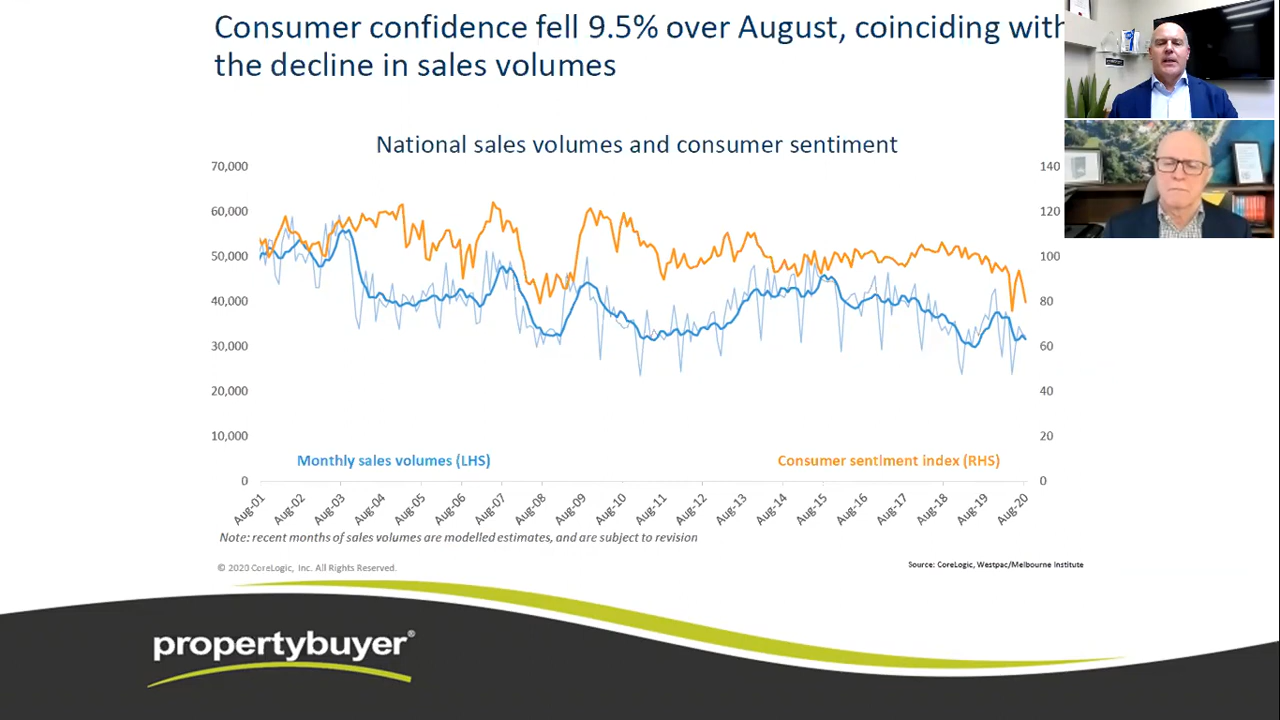 Consumer confidence fell 9.5% over August, coinciding with
the decline in sales volumes
National sales volumes and consumer sentiment
70,000
60,000
50,000
40,000
30,000
20,000
10,000
0
140
120
100
80
60
40
20
0
Monthly sales volumes (LHS)
Consumer sentiment index (RHS)
Aug-01
Aug-02
Aug-03
Aug-04
Aug-05
Aug-06
Aug-07
Aug-08
Aug-09
Aug-10
Aug-11
Aug-12
Aug-13
Aug-14
Aug-15
Aug-16
Aug-17
Aug-18
Aug-19
Aug-20
Note: recent months of sales volumes are modelled estimates, and are subject to revision
© 2020 CoreLogic, Inc. All Rights Reserved.
Source: CoreLogic, Westpac/Melbourne Institute
propertybuyer®